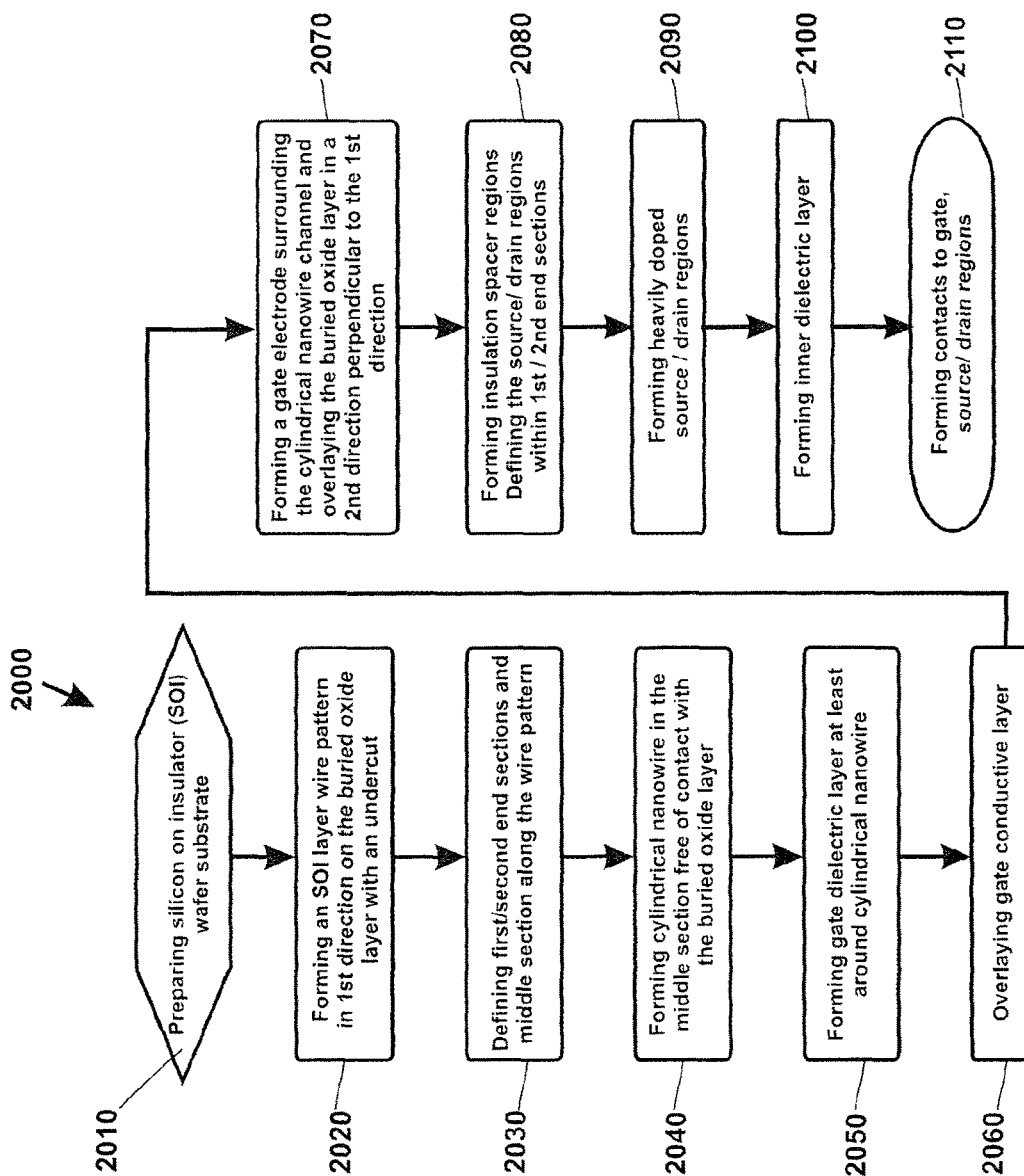 2000
2010
Preparing silicon on insulator (SOI)
wafer substrate
2020
Forming an SOI layer wire pattern
in 1st direction on the buried oxide
layer with an undercut
2030
Defining first/second end sections and
middle section along the wire pattern
2040
Forming cylindrical nanowire in the
middle section free of contact with
the buried oxide layer
2050
Forming gate dielectric layer at least
around cylindrical nanowire
2060
Overlaying gate conductive layer
2070
Forming a gate electrode surrounding
the cylindrical nanowire channel and
overlaying the buried oxide layer in a
2nd direction perpendicular to the 1st
direction
2080
Forming insulation spacer regions
Defining the source/ drain regions
within 1st / 2nd end sections
2090
Forming heavily doped
source / drain regions
2100
Forming inner dielectric layer
2110
Forming contacts to gate,
source/ drain regions